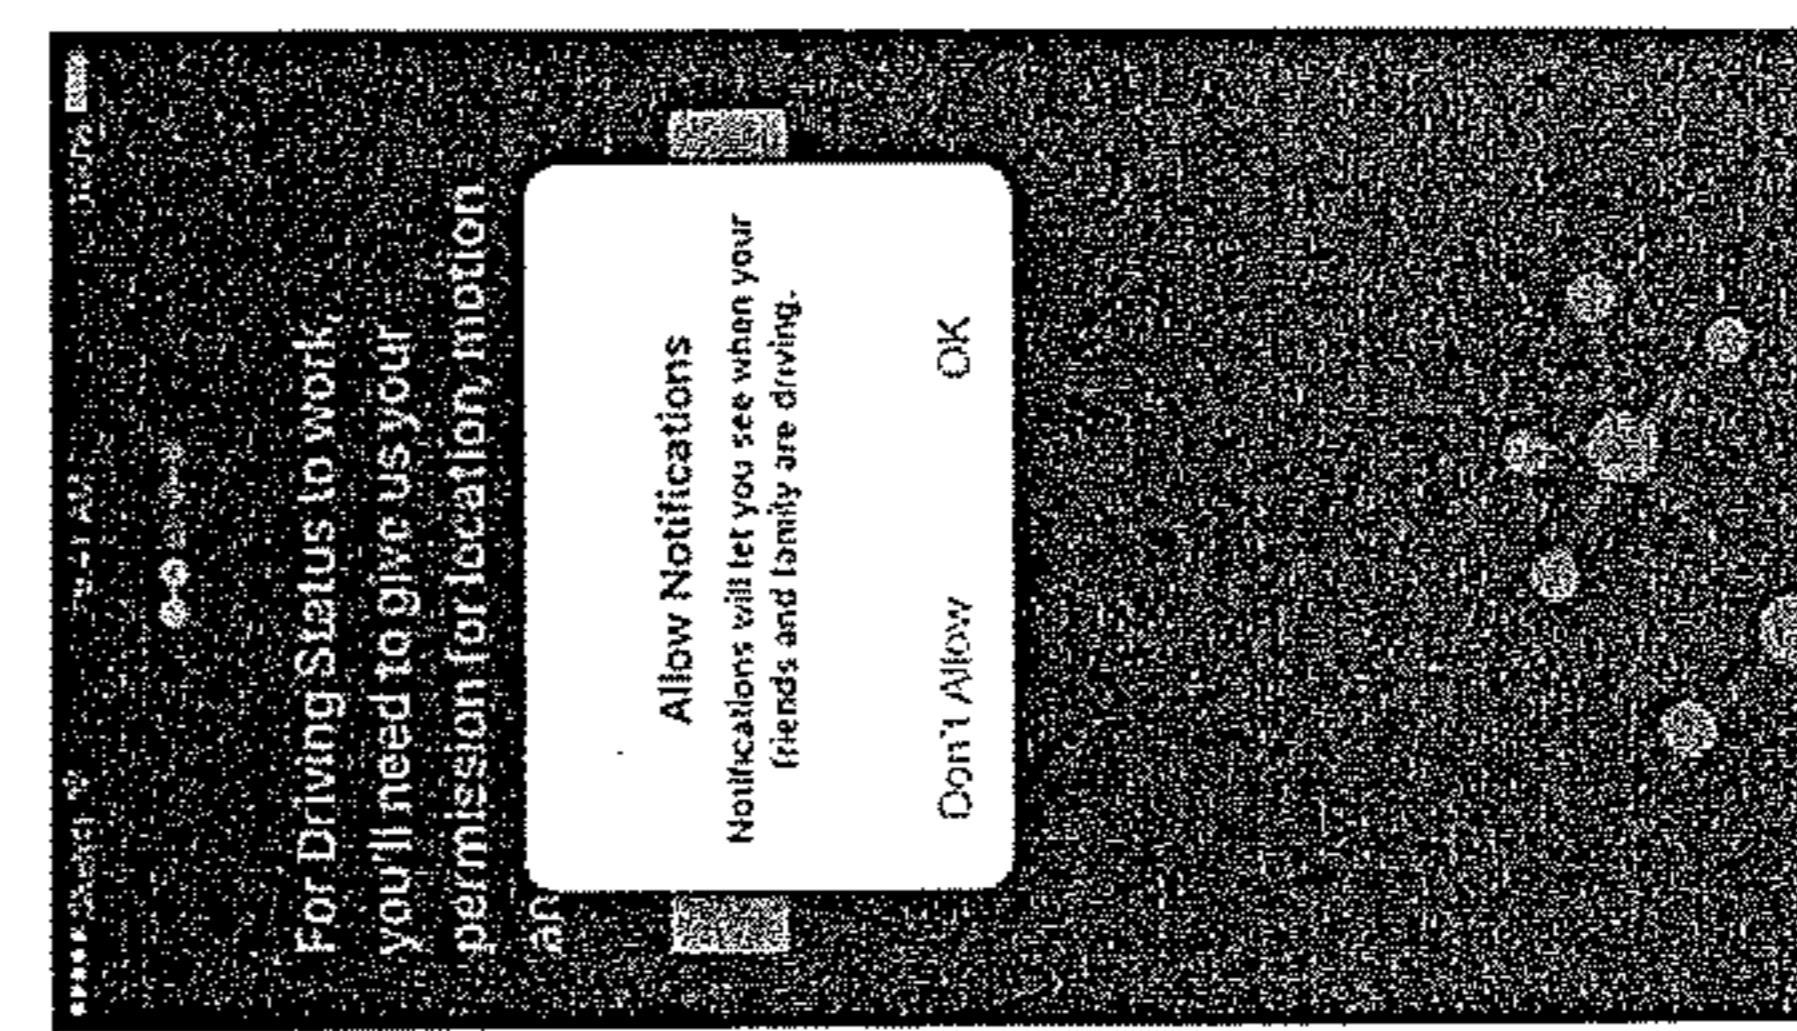 For Driving Status to work,
you'll need to give us your
permission for location, motion
an
Allow Notifications
Notifications will let you see when your
friends and family are driving.
Don't Allow
OK